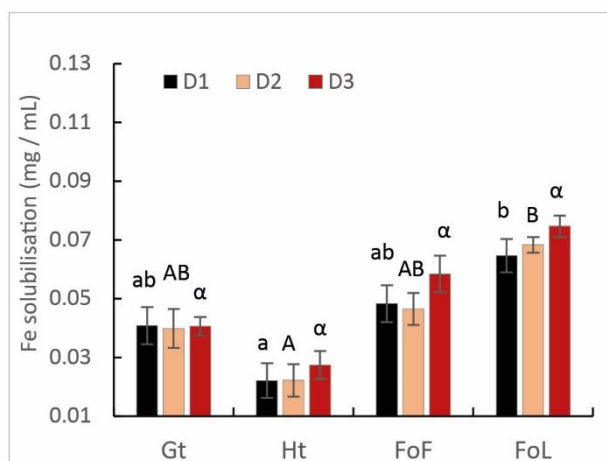 Fe solubilisation (mg / mL)
0.13
0.11
0.09
0.07
0.05
0.03
0.01
D1 D2 D3
ab AB α
a A α
ab AB α
b B α
Gt Ht FoF FoL